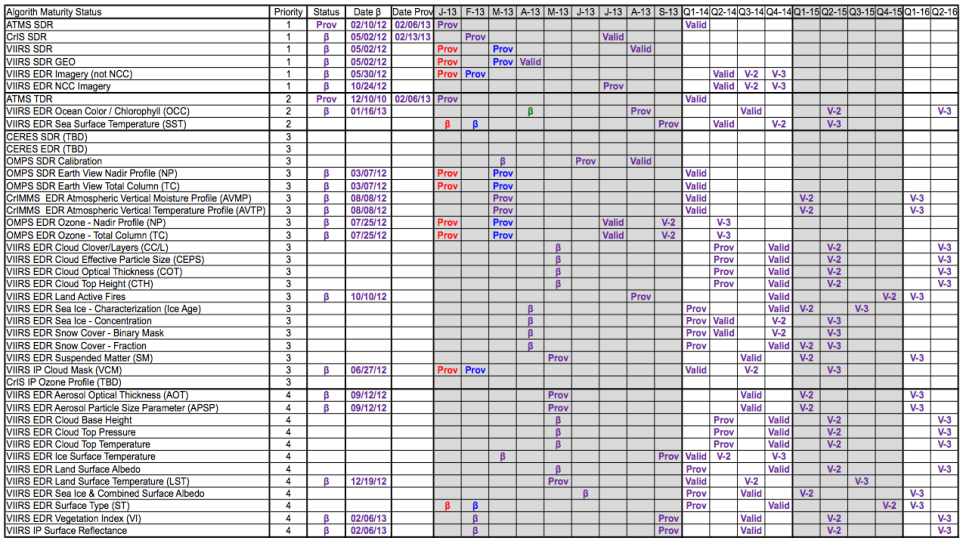 Algorith Maturity Status Priority Status Date β Date Prov J-13 F-13 M-13 A-13 M-13 J-13 J-13 A-13 S-13 Q1-14 Q2-14 Q3-14 Q4-14 Q1-15 Q2-15 Q3-15 Q4-15 Q1-16 Q2-16
ATMS SDR 1 Prov 02/10/12 02/06/13 Prov Valid
CrIS SDR 1 β 05/02/12 02/13/13 Valid
VIIRS SDR 1 β 05/02/12 Prov Prov Valid
VIIRS SDR GEO 1 β 05/02/12 Prov Prov Valid
VIIRS EDR Imagery (not NCC) 1 β 05/30/12 Prov Prov Valid V-2 V-3
VIIRS EDR NCC Imagery 1 β 10/24/12 Prov Valid V-2 V-3
ATMS TDR 2 Prov 12/10/10 02/06/13 Prov Valid
VIIRS EDR Ocean Color / Chlorophyll (OCC) 2 β 01/16/13 β Prov Valid V-2 V-3
VIIRS EDR Sea Surface Temperature (SST) 2 β β Prov Valid V-2 V-3
CERES SDR (TBD) 3
CERES EDR (TBD) 3
OMPS SDR Calibration 3 β Prov Valid
OMPS SDR Earth View Nadir Profile (NP) 3 β 03/07/12 Prov Prov Valid
OMPS SDR Earth View Total Column (TC) 3 β 03/07/12 Prov Prov Valid
CrIMMS EDR Atmospheric Vertical Moisture Profile (AVMP) 3 β 08/08/12 Prov Valid V-2 V-3
CrIMMS EDR Atmospheric Vertical Temperature Profile (AVTP) 3 β 08/08/12 Prov Valid V-2 V-3
OMPS EDR Ozone - Nadir Profile (NP) 3 β 07/25/12 Prov Prov Valid V-2 V-3
OMPS EDR Ozone - Total Column (TC) 3 β 07/25/12 Prov Prov Valid V-2 V-3
VIIRS EDR Cloud Clover/Layers (CC/L) 3 β Prov Valid V-2 V-3
VIIRS EDR Cloud Effective Particle Size (CEPS) 3 β Prov Valid V-2 V-3
VIIRS EDR Cloud Optical Thickness (COT) 3 β Prov Valid V-2 V-3
VIIRS EDR Cloud Top Height (CTH) 3 β Prov Valid V-2 V-3
VIIRS EDR Land Active Fires 3 β 10/10/12 Prov Valid V-2 V-3
VIIRS EDR Sea Ice - Characterization (Ice Age) 3 β Prov Valid V-2 V-3
VIIRS EDR Sea Ice - Concentration 3 β Prov Valid V-2 V-3
VIIRS EDR Snow Cover - Binary Mask 3 β Prov Valid V-2 V-3
VIIRS EDR Snow Cover - Fraction 3 β Prov Valid V-2 V-3
VIIRS EDR Suspended Matter (SM) 3 Prov Valid V-2 V-3
VIIRS IP Cloud Mask (VCM) 3 β 06/27/12 Prov Prov Valid V-2 V-3
CrIS IP Ozone Profile (TBD) 3
VIIRS EDR Aerosol Optical Thickness (AOT) 4 β 09/12/12 Prov Valid V-2 V-3
VIIRS EDR Aerosol Particle Size Parameter (APSP) 4 β 09/12/12 Prov Valid V-2 V-3
VIIRS EDR Cloud Base Height 4 β Prov Valid V-2 V-3
VIIRS EDR Cloud Top Pressure 4 β Prov Valid V-2 V-3
VIIRS EDR Cloud Top Temperature 4 β Prov Valid V-2 V-3
VIIRS EDR Ice Surface Temperature 4 β Prov Valid V-2 V-3
VIIRS EDR Land Surface Albedo 4 β Prov Valid V-2 V-3
VIIRS EDR Land Surface Temperature (LST) 4 β 12/19/12 Prov Valid V-2 V-3
VIIRS EDR Sea Ice & Combined Surface Albedo 4 β Prov Valid V-2 V-3
VIIRS EDR Surface Type (ST) 4 β β Prov Valid V-2 V-3
VIIRS EDR Vegetation Index (VI) 4 β 02/06/13 β Prov Valid V-2 V-3
VIIRS IP Surface Reflectance 4 β 02/06/13 β Prov Valid V-2 V-3